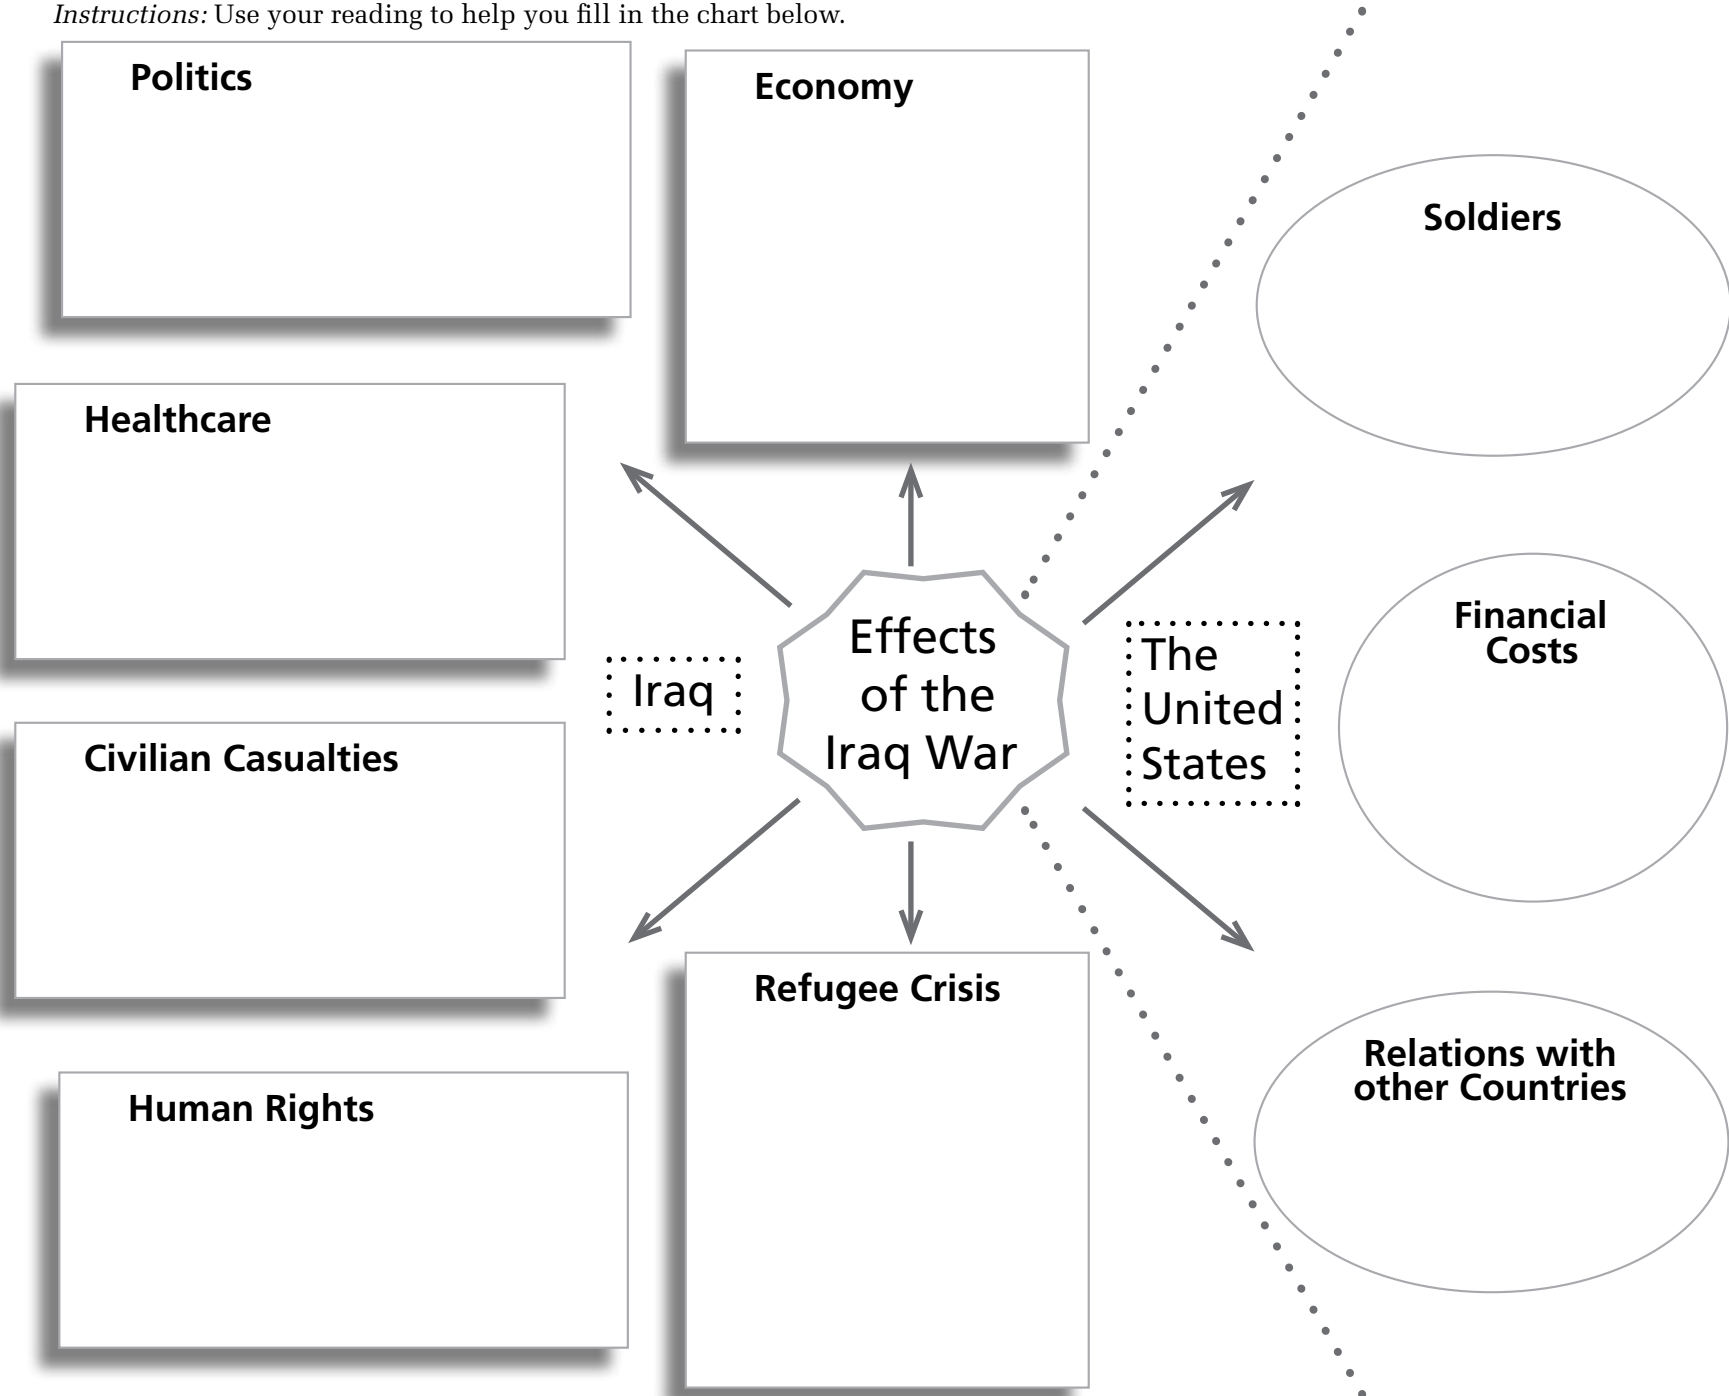 Instructions: Use your reading to help you fill in the chart below.
Politics
Economy
Soldiers
Healthcare
Financial
Costs
Effects
of the
Iraq War
Iraq
The
United
States
Civilian Casualties
Refugee Crisis
Relations with
other Countries
Human Rights